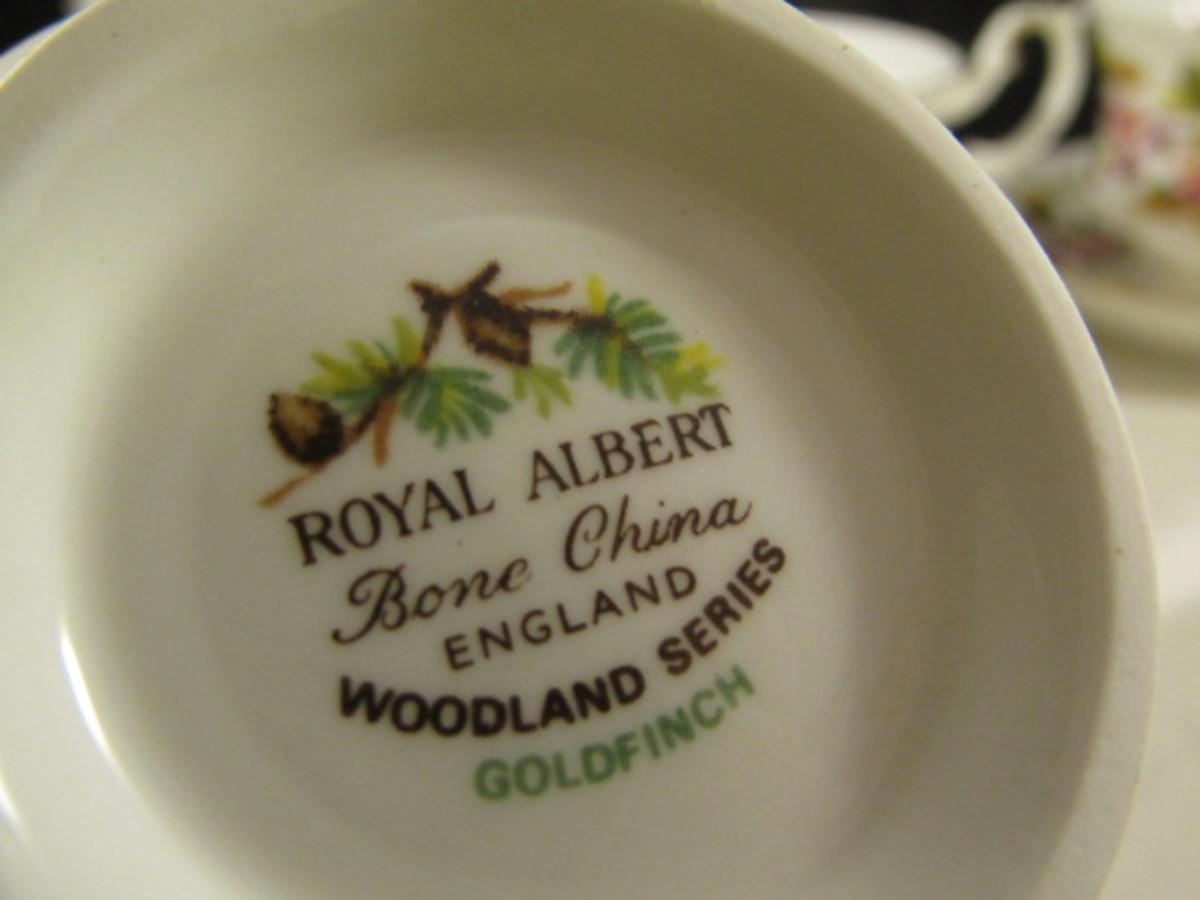 ROYAL ALBERT
Bone China
ENGLAND
WOODLAND SERIES
GOLDFINCH